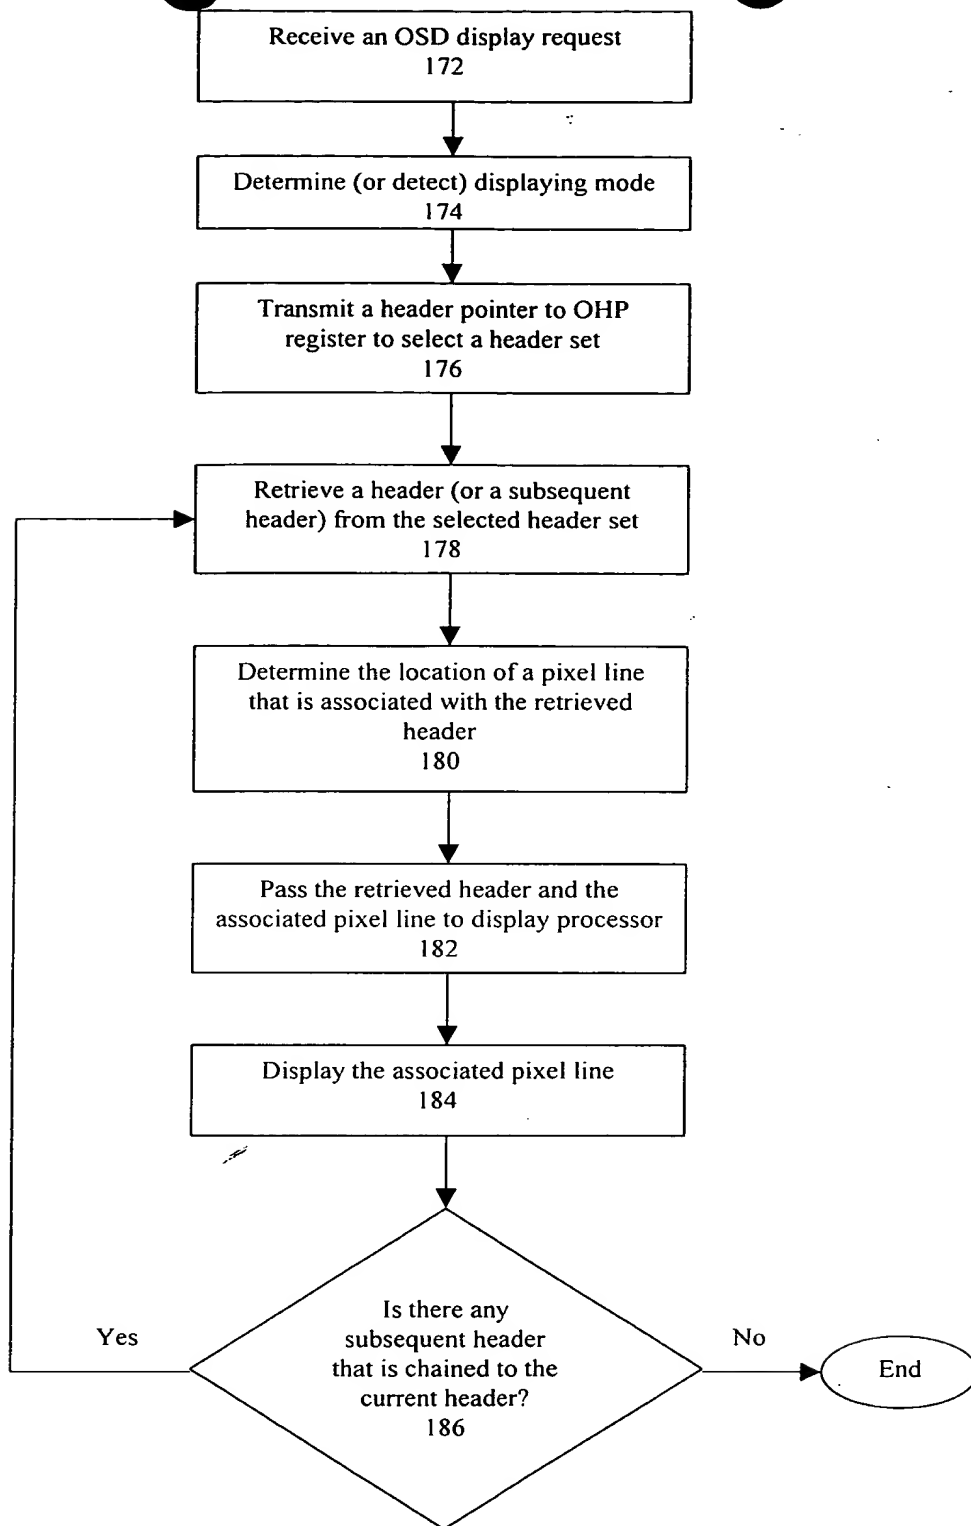 Receive an OSD display request
172
Determine (or detect) displaying mode
174
Transmit a header pointer to OHP
register to select a header set
176
Retrieve a header (or a subsequent
header) from the selected header set
178
Determine the location of a pixel line
that is associated with the retrieved
header
180
Pass the retrieved header and the
associated pixel line to display processor
182
Display the associated pixel line
184
Is there any
subsequent header
that is chained to the
current header?
186
Yes
No
End